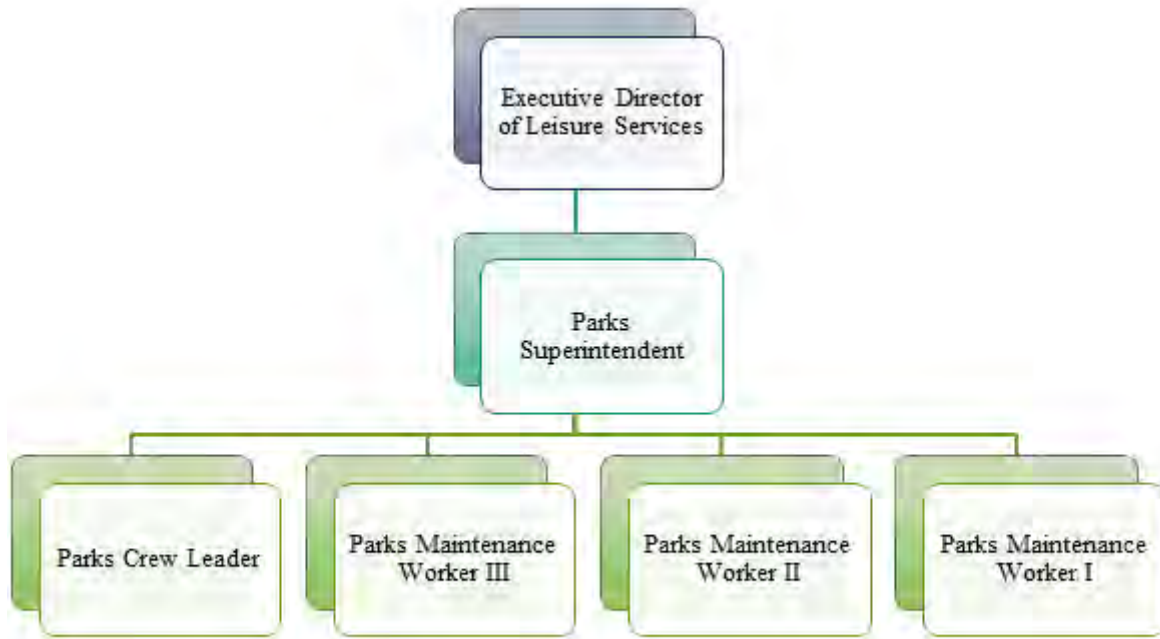 Executive Director
of Leisure Services
Parks
Superintendent
Parks Crew Leader
Parks Maintenance
Worker III
Parks Maintenance
Worker II
Parks Maintenance
Worker I